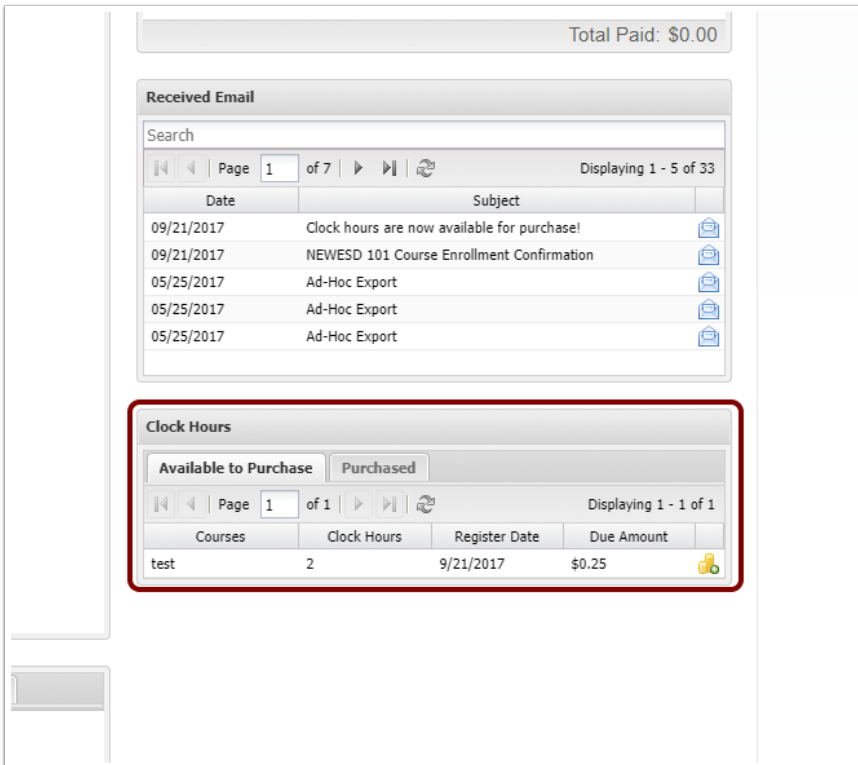 Total Paid: $0.00
Received Email
Search
Page 1 of 7 Displaying 1 - 5 of 33
Date Subject
09/21/2017 Clock hours are now available for purchase!
09/21/2017 NEWESD 101 Course Enrollment Confirmation
05/25/2017 Ad-Hoc Export
05/25/2017 Ad-Hoc Export
05/25/2017 Ad-Hoc Export
Clock Hours
Available to Purchase Purchased
Page 1 of 1 Displaying 1 - 1 of 1
Courses Clock Hours Register Date Due Amount
test 2 9/21/2017 $0.25